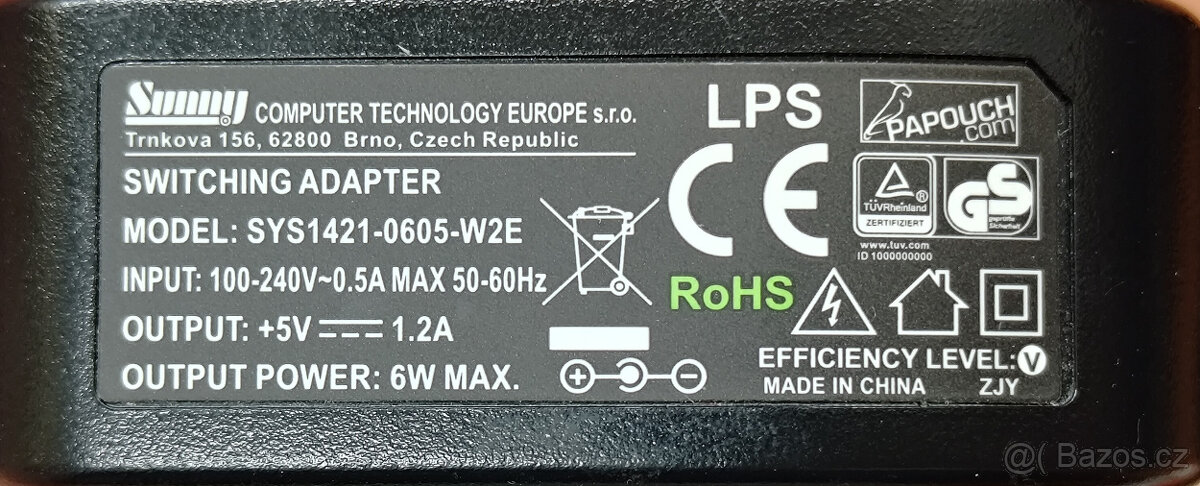 Sunny COMPUTER TECHNOLOGY EUROPE s.r.o.
Trnkova 156, 62800 Brno, Czech Republic
SWITCHING ADAPTER
MODEL: SYS1421-0605-W2E
INPUT: 100-240V~0.5A MAX 50-60Hz
OUTPUT: +5V⎓1.2A
OUTPUT POWER: 6W MAX.
LPS
PAPOUCH
com
CE
TÜVRheinland
ZERTIFIZIERT
GS
geprüfte
Sicherheit
www.tuv.com
ID 1000000000
RoHS
EFFICIENCY LEVEL: V
MADE IN CHINA ZJY
@( Bazos.cz